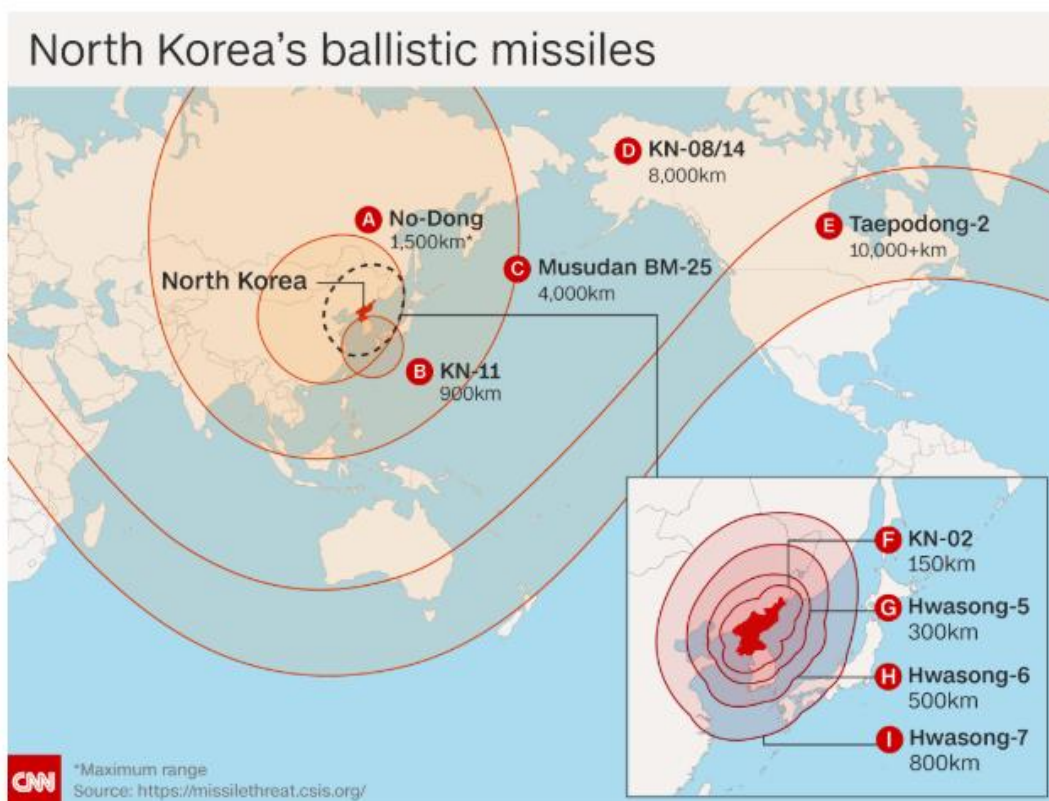 North Korea's ballistic missiles
D KN-08/14
8,000km
A No-Dong
1,500km*
E Taepodong-2
10,000+km
North Korea
C Musudan BM-25
4,000km
B KN-11
900km
F KN-02
150km
G Hwasong-5
300km
H Hwasong-6
500km
I Hwasong-7
800km
CNN
*Maximum range
Source: https://missilethreat.csis.org/